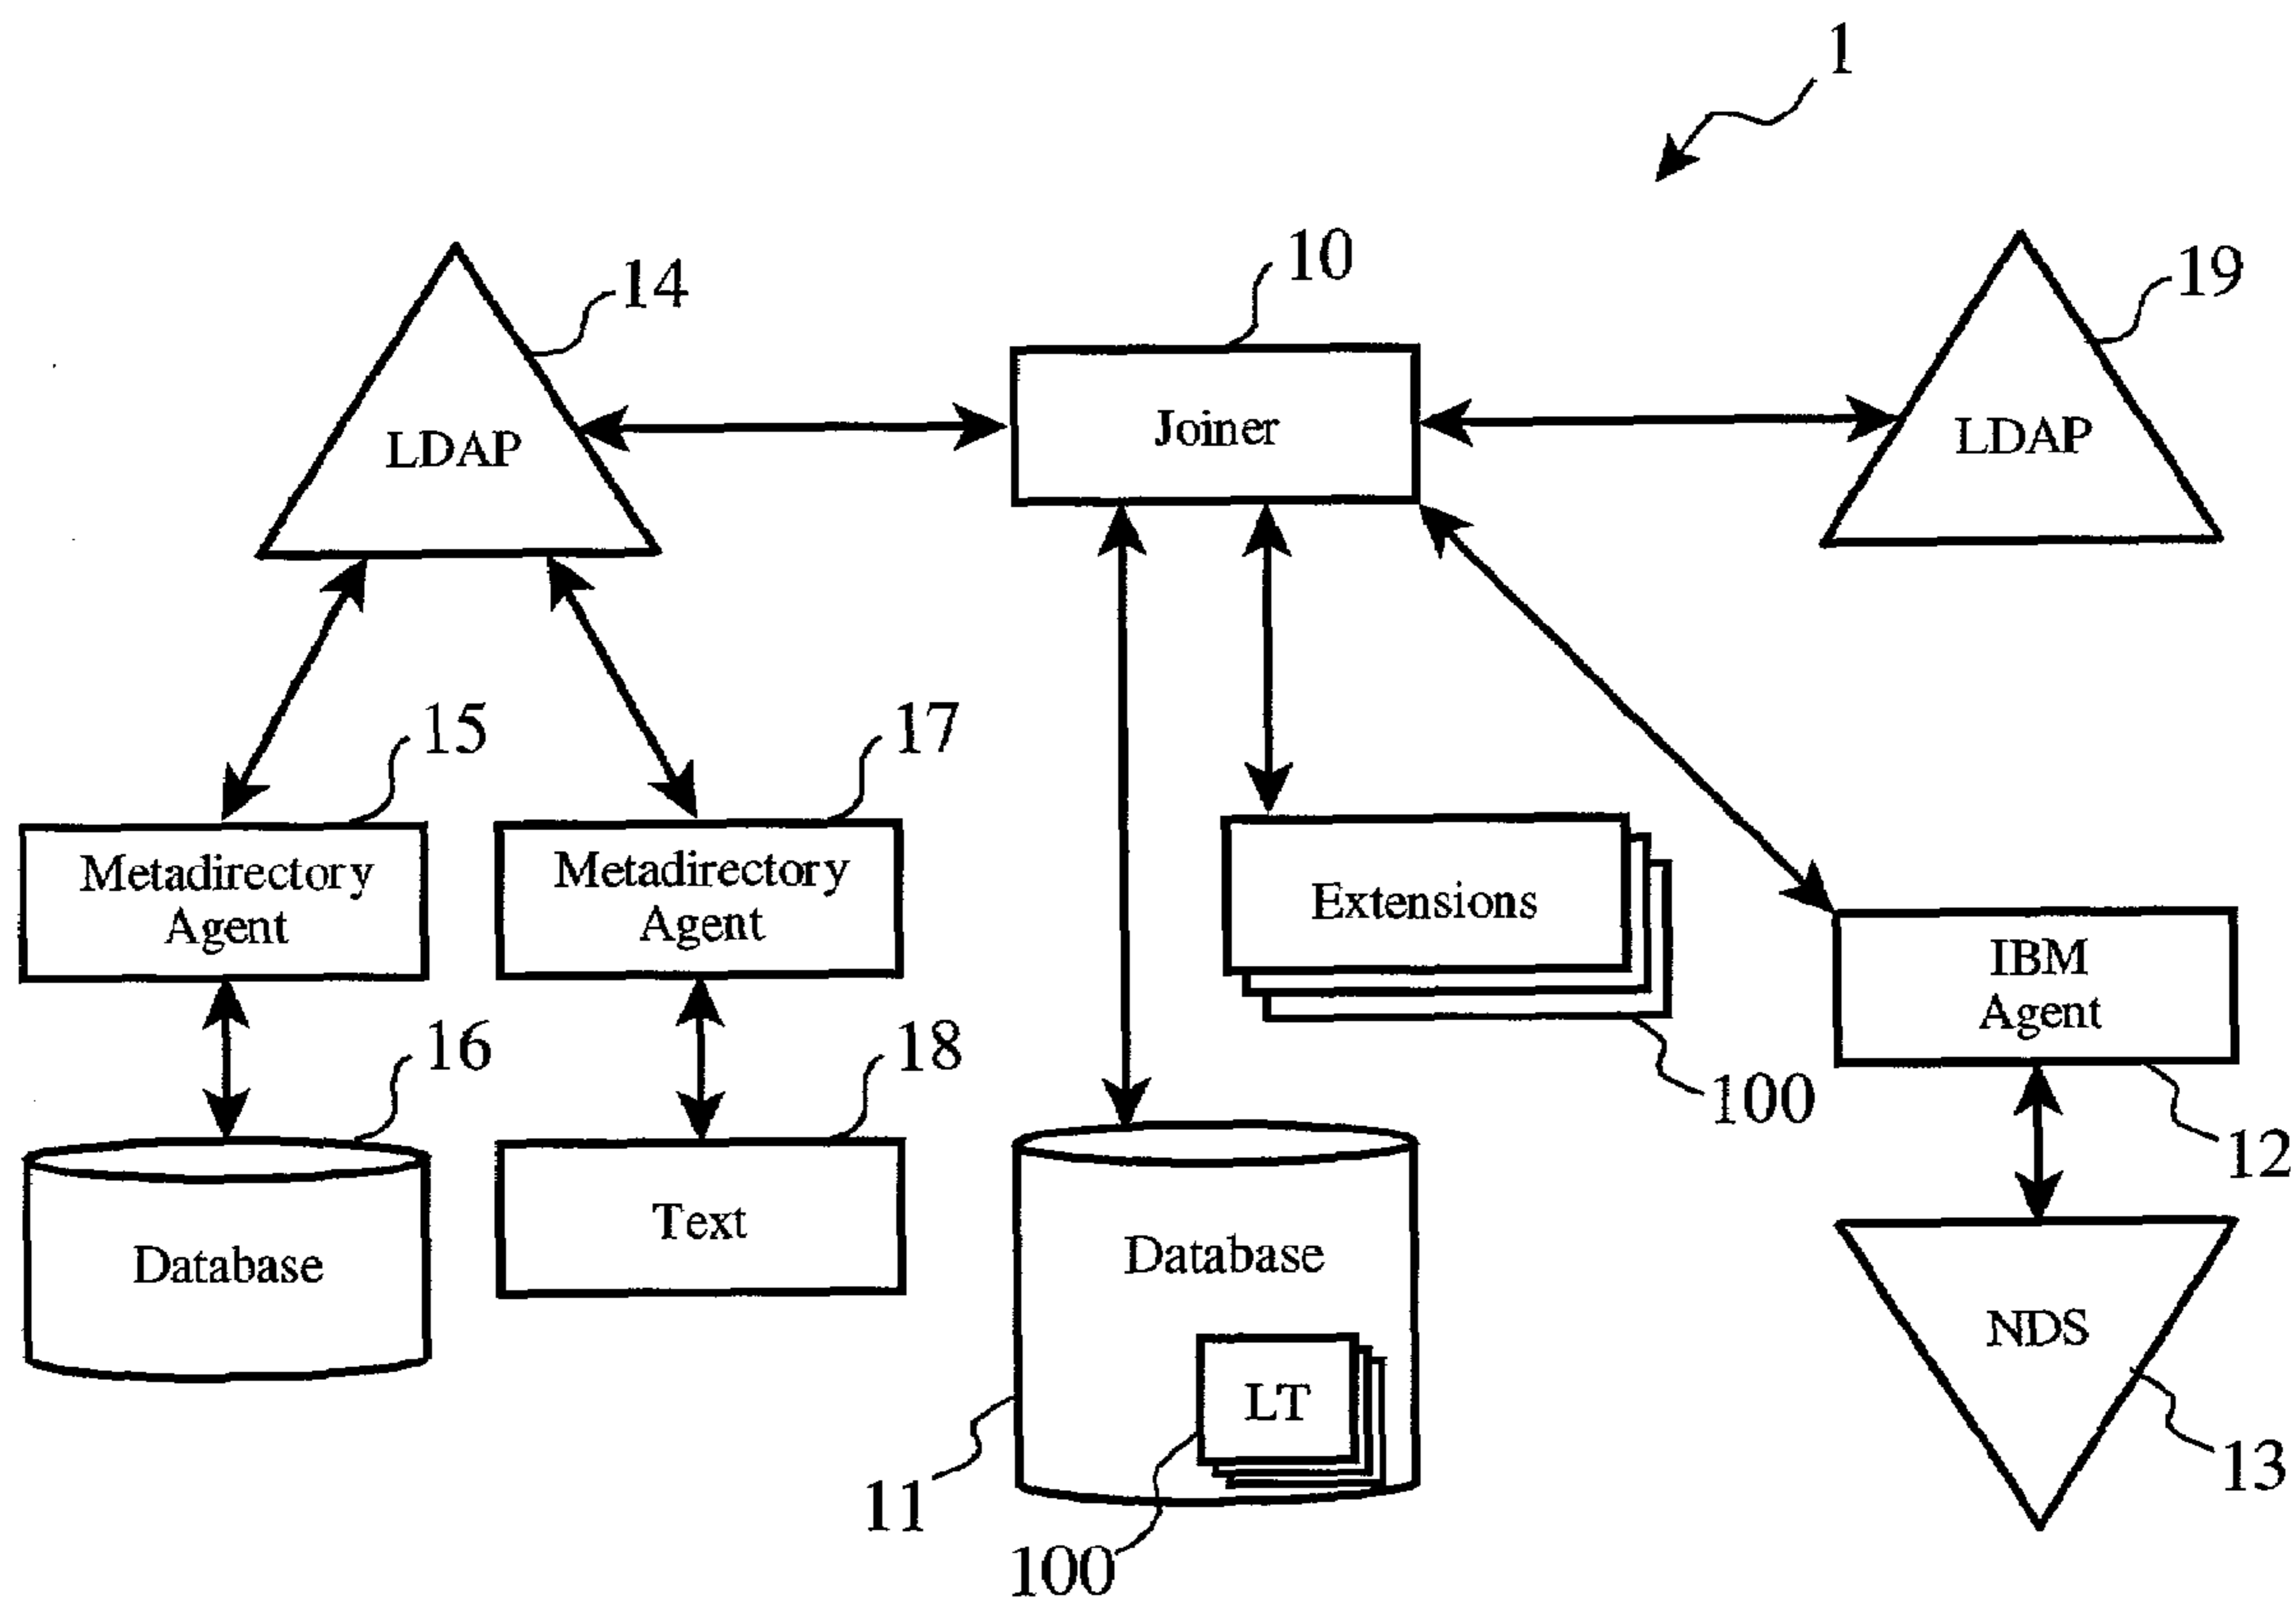 1
10
14
19
LDAP
Joiner
LDAP
15
17
Metadirectory
Agent
Metadirectory
Agent
Extensions
IBM
Agent
16
18
100
12
Database
Text
Database
NDS
LT
11
100
13